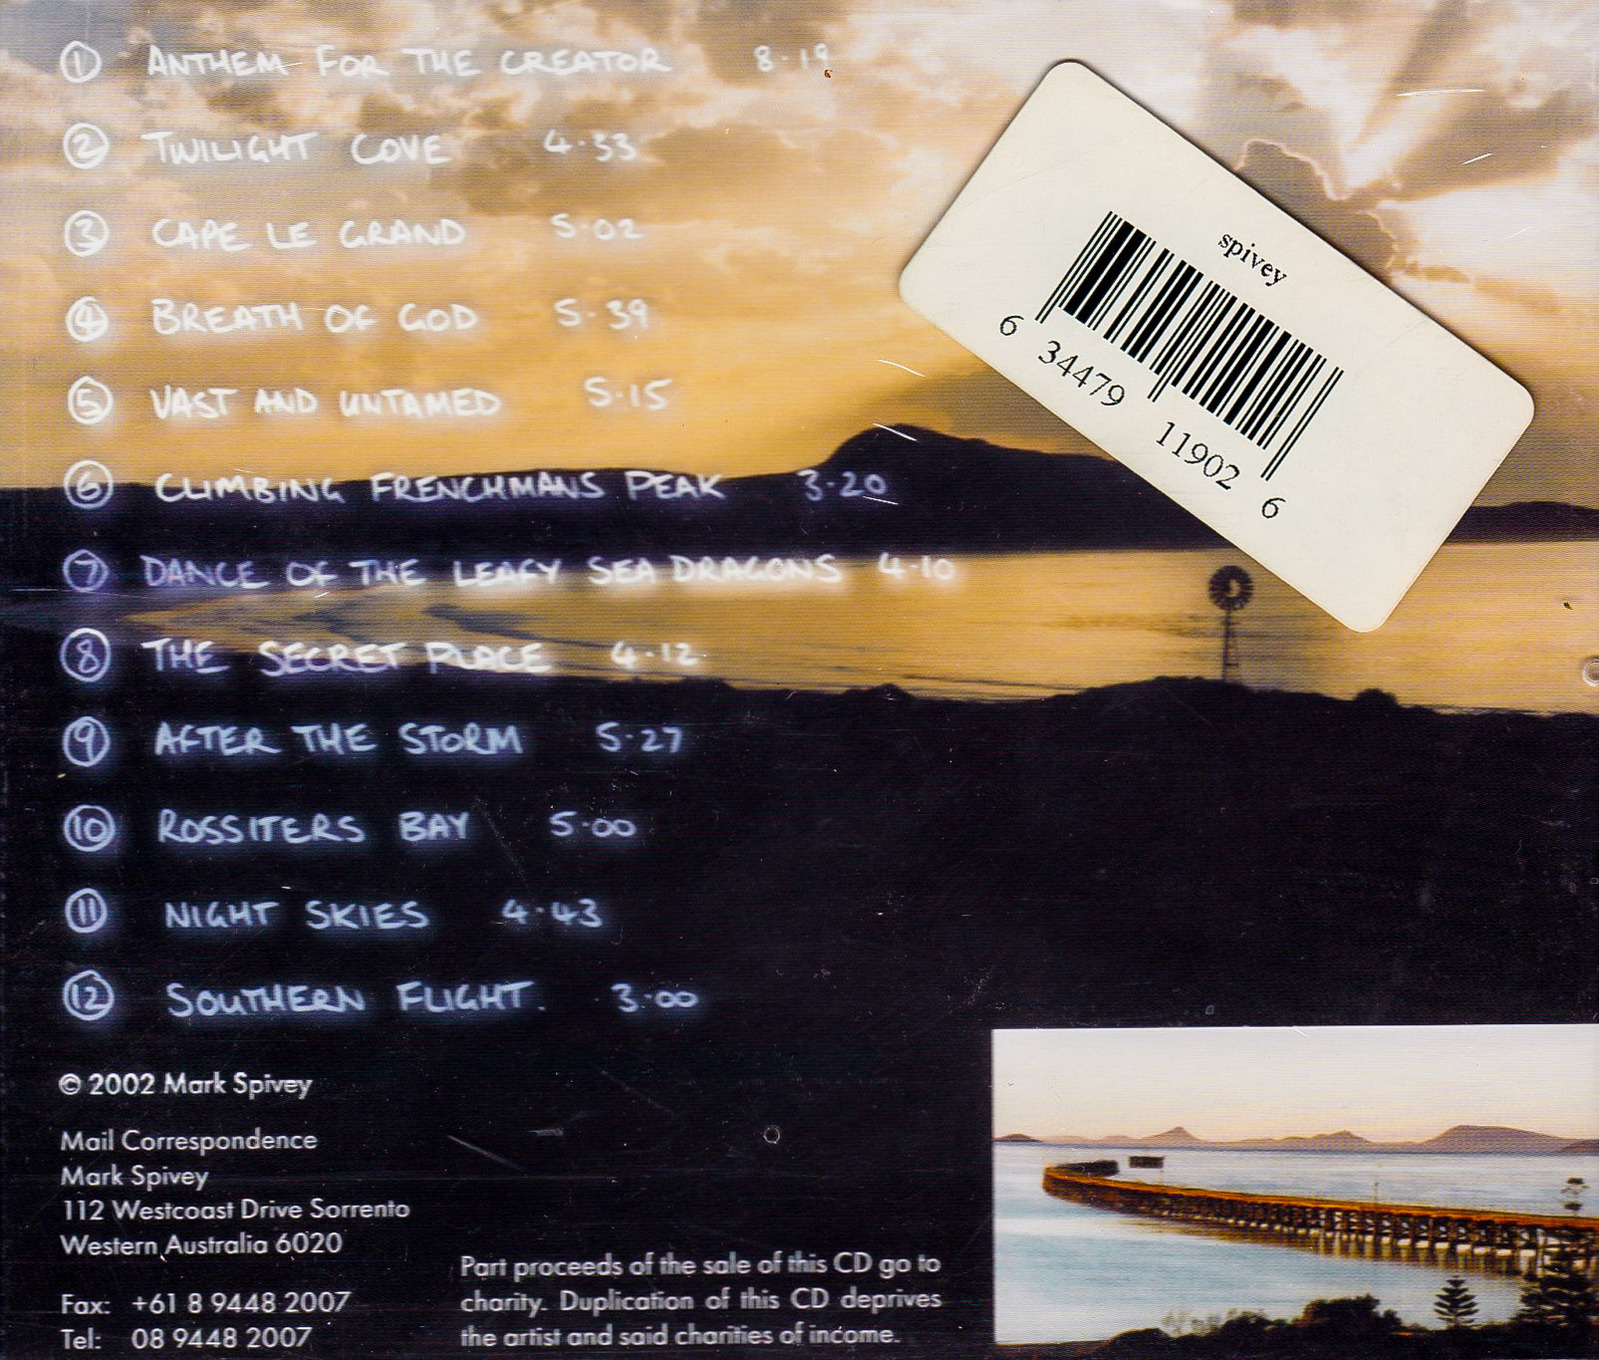 ① ANTHEM FOR THE CREATOR 8·19
② TWILIGHT COVE 4·33
③ CAPE LE GRAND 5·02
④ BREATH OF GOD 5·39
⑤ VAST AND UNTAMED 5·15
⑥ CLIMBING FRENCHMANS PEAK 3·20
⑦ DANCE OF THE LEAFY SEA DRAGONS 4·10
⑧ THE SECRET PLACE 4·12
⑨ AFTER THE STORM 5·27
⑩ ROSSITERS BAY 5·00
⑪ NIGHT SKIES 4·43
⑫ SOUTHERN FLIGHT. 3·00
spivey
6 34479 11902 6
© 2002 Mark Spivey
Mail Correspondence
Mark Spivey
112 Westcoast Drive Sorrento
Western Australia 6020
Fax: +61 8 9448 2007
Tel: 08 9448 2007
Part proceeds of the sale of this CD go to
charity. Duplication of this CD deprives
the artist and said charities of income.